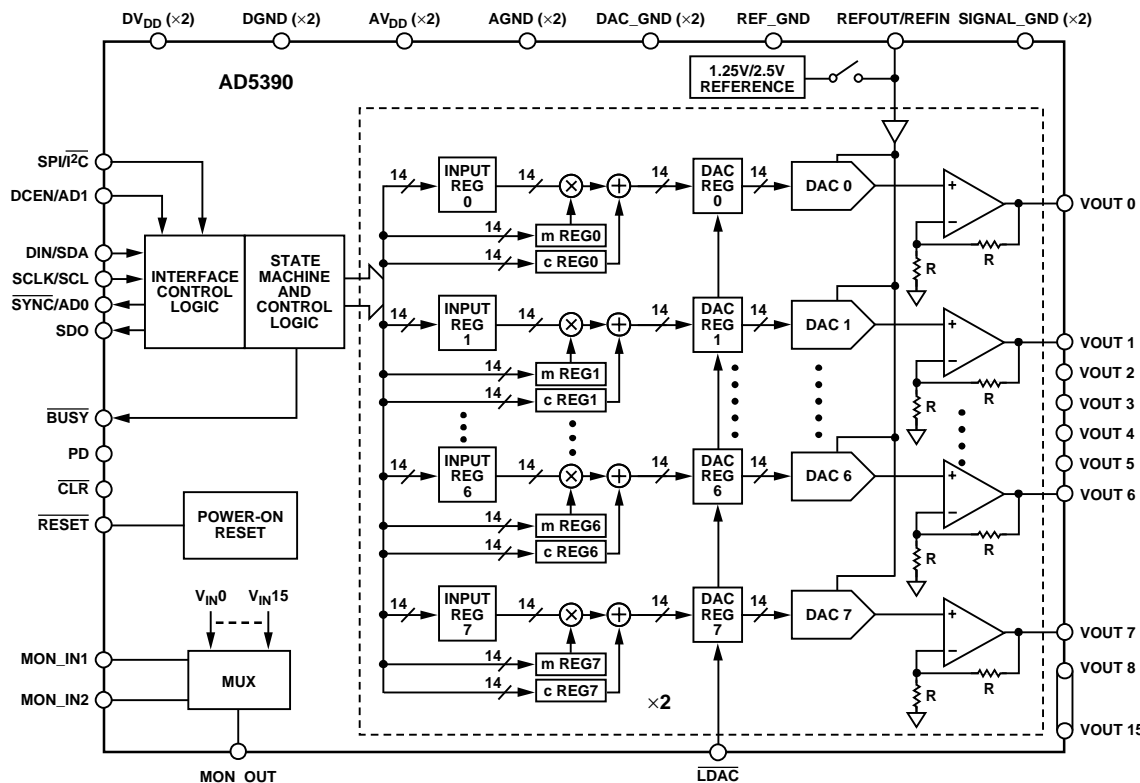 DVDD (×2) DGND (×2) AVDD (×2) AGND (×2) DAC_GND (×2) REF_GND REFOUT/REFIN SIGNAL_GND (×2)
AD5390
1.25V/2.5V
REFERENCE
SPI/I2C
DCEN/AD1
DIN/SDA
SCLK/SCL
SYNC/AD0
SDO
BUSY
PD
CLR
RESET
MON_IN1
MON_IN2
INTERFACE
CONTROL
LOGIC
STATE
MACHINE
AND
CONTROL
LOGIC
POWER-ON
RESET
VIN0 VIN15
MUX
MON_OUT
14 INPUT
REG
0 14 × + 14 DAC
REG
0 14 DAC 0 + −
R R
VOUT 0
14 m REG0
14 c REG0
14 INPUT
REG
1 14 × + 14 DAC
REG
1 14 DAC 1 + −
R R
VOUT 1
14 m REG1
14 c REG1
VOUT 2
VOUT 3
VOUT 4
VOUT 5
14 INPUT
REG
6 14 × + 14 DAC
REG
6 14 DAC 6 + −
R R
VOUT 6
14 m REG6
14 c REG6
14 INPUT
REG
7 14 × + 14 DAC
REG
7 14 DAC 7 + −
R R
VOUT 7
14 m REG7
14 c REG7
×2
VOUT 8
VOUT 15
LDAC